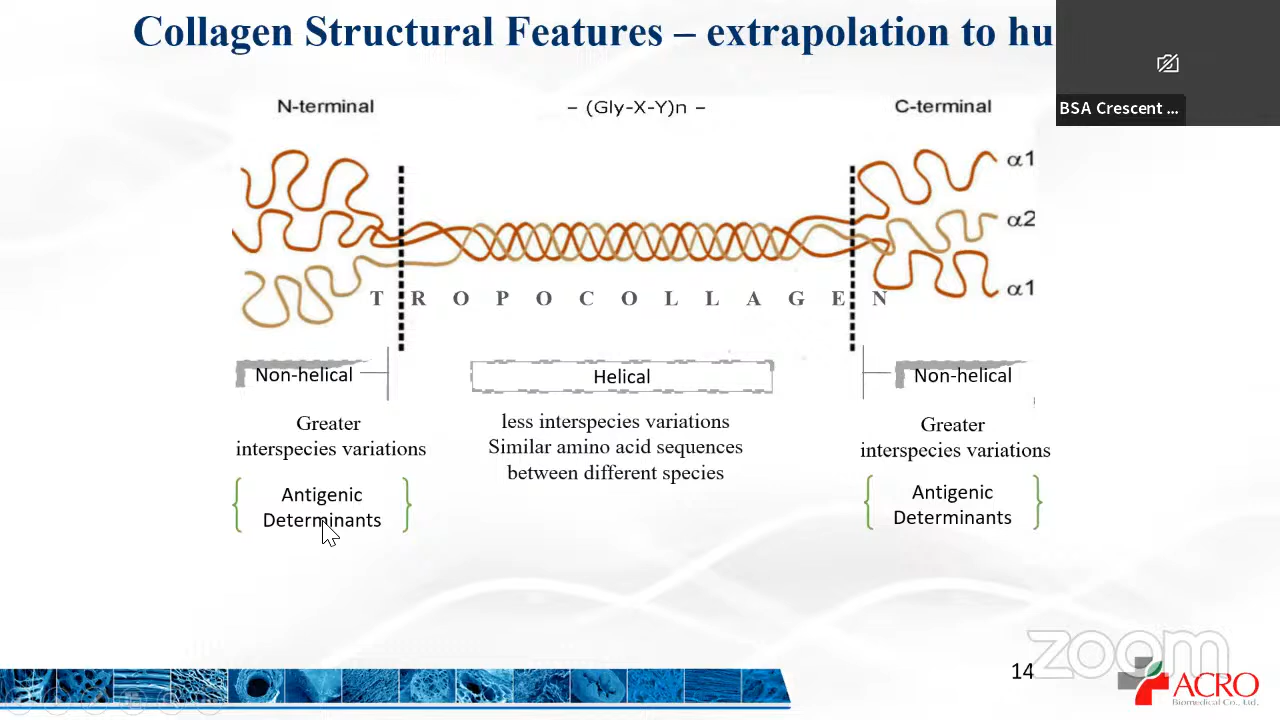 Collagen Structural Features – extrapolation to hu
BSA Crescent ...
N-terminal
– (Gly-X-Y)n –
C-terminal
α1
α2
α1
TROPOCOLLAGEN
Non-helical
Helical
Non-helical
Greater
interspecies variations
less interspecies variations
Similar amino acid sequences
between different species
Greater
interspecies variations
Antigenic
Determinants
Antigenic
Determinants
zoom
14
ACRO
Biomedical Co., Ltd.